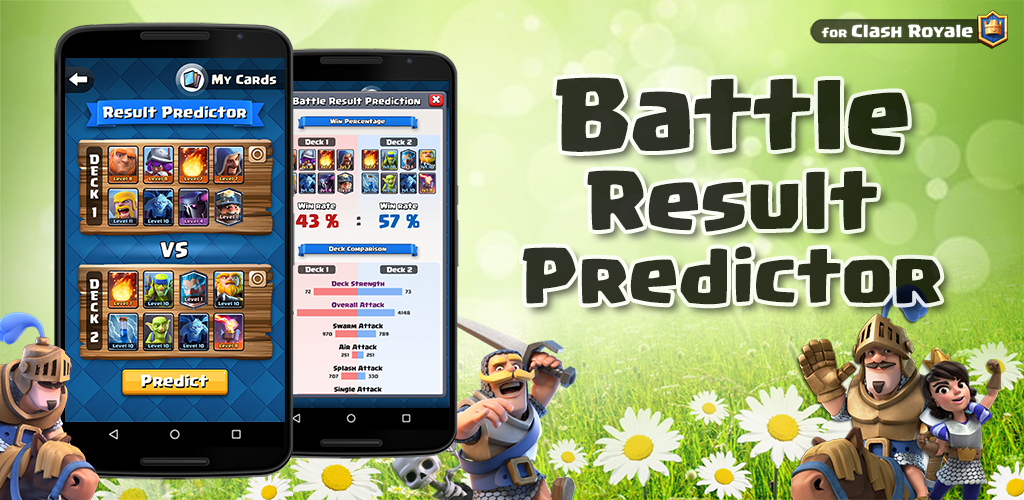 for Clash Royale
Battle
Result
Predictor
My Cards
Result Predictor
DECK 1
Level 8
Level 8
Level 7
Level 7
Level 11
Level 10
Level 4
VS
DECK 2
Level 7
Level 10
Level 1
Level 10
Level 10
Level 10
Level 10
Level 8
Predict
Battle Result Prediction
Win Percentage
Deck 1
Deck 2
Win rate
Win rate
43 % : 57 %
Deck Comparison
Deck 1
Deck 2
Deck Strength
72 73
Overall Attack
4148
Swarm Attack
970 789
Air Attack
251 251
Splash Attack
707 330
Single Attack